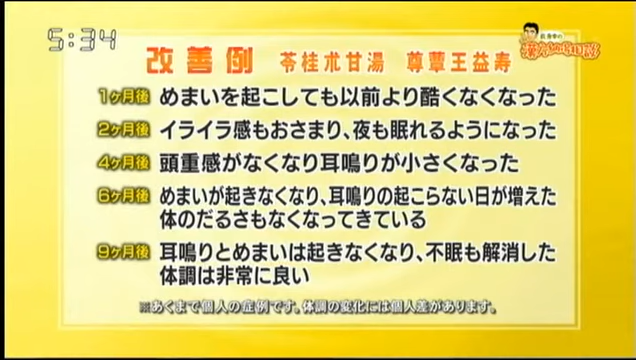 5:34
改善例 苓桂朮甘湯 尊蕈王益寿
1ヶ月後 めまいを起こしても以前より酷くなくなった
2ヶ月後 イライラ感もおさまり、夜も眠れるようになった
4ヶ月後 頭重感がなくなり耳鳴りが小さくなった
6ヶ月後 めまいが起きなくなり、耳鳴りの起こらない日が増えた
体のだるさもなくなってきている
9ヶ月後 耳鳴りとめまいは起きなくなり、不眠も解消した
体調は非常に良い
※あくまで個人の症例です。体調の変化には個人差があります。